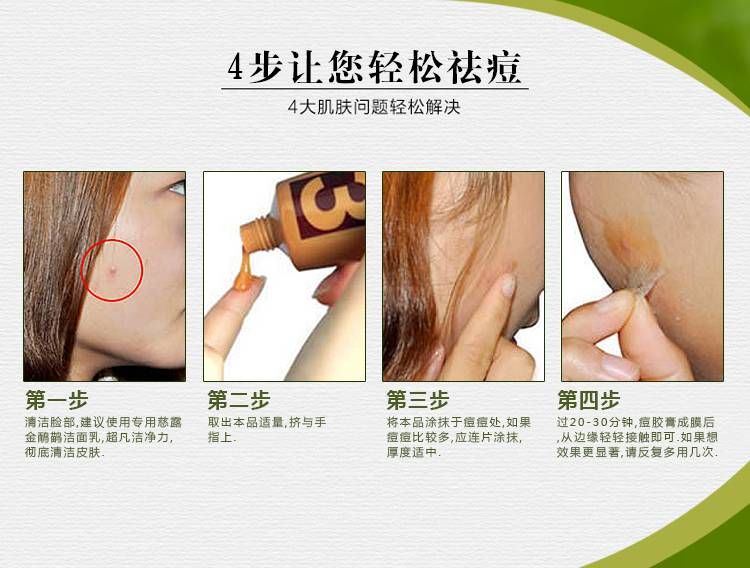 4步让您轻松祛痘
4大肌肤问题轻松解决
3
第一步
清洁脸部,建议使用专用慈露
金鸸鹋洁面乳,超凡洁净力,
彻底清洁皮肤.
第二步
取出本品适量,挤与手
指上.
第三步
将本品涂抹于痘痘处,如果
痘痘比较多,应连片涂抹,
厚度适中.
第四步
过20-30分钟,痘胶膏成膜后
,从边缘轻轻接触即可.如果想
效果更显著,请反复多用几次.